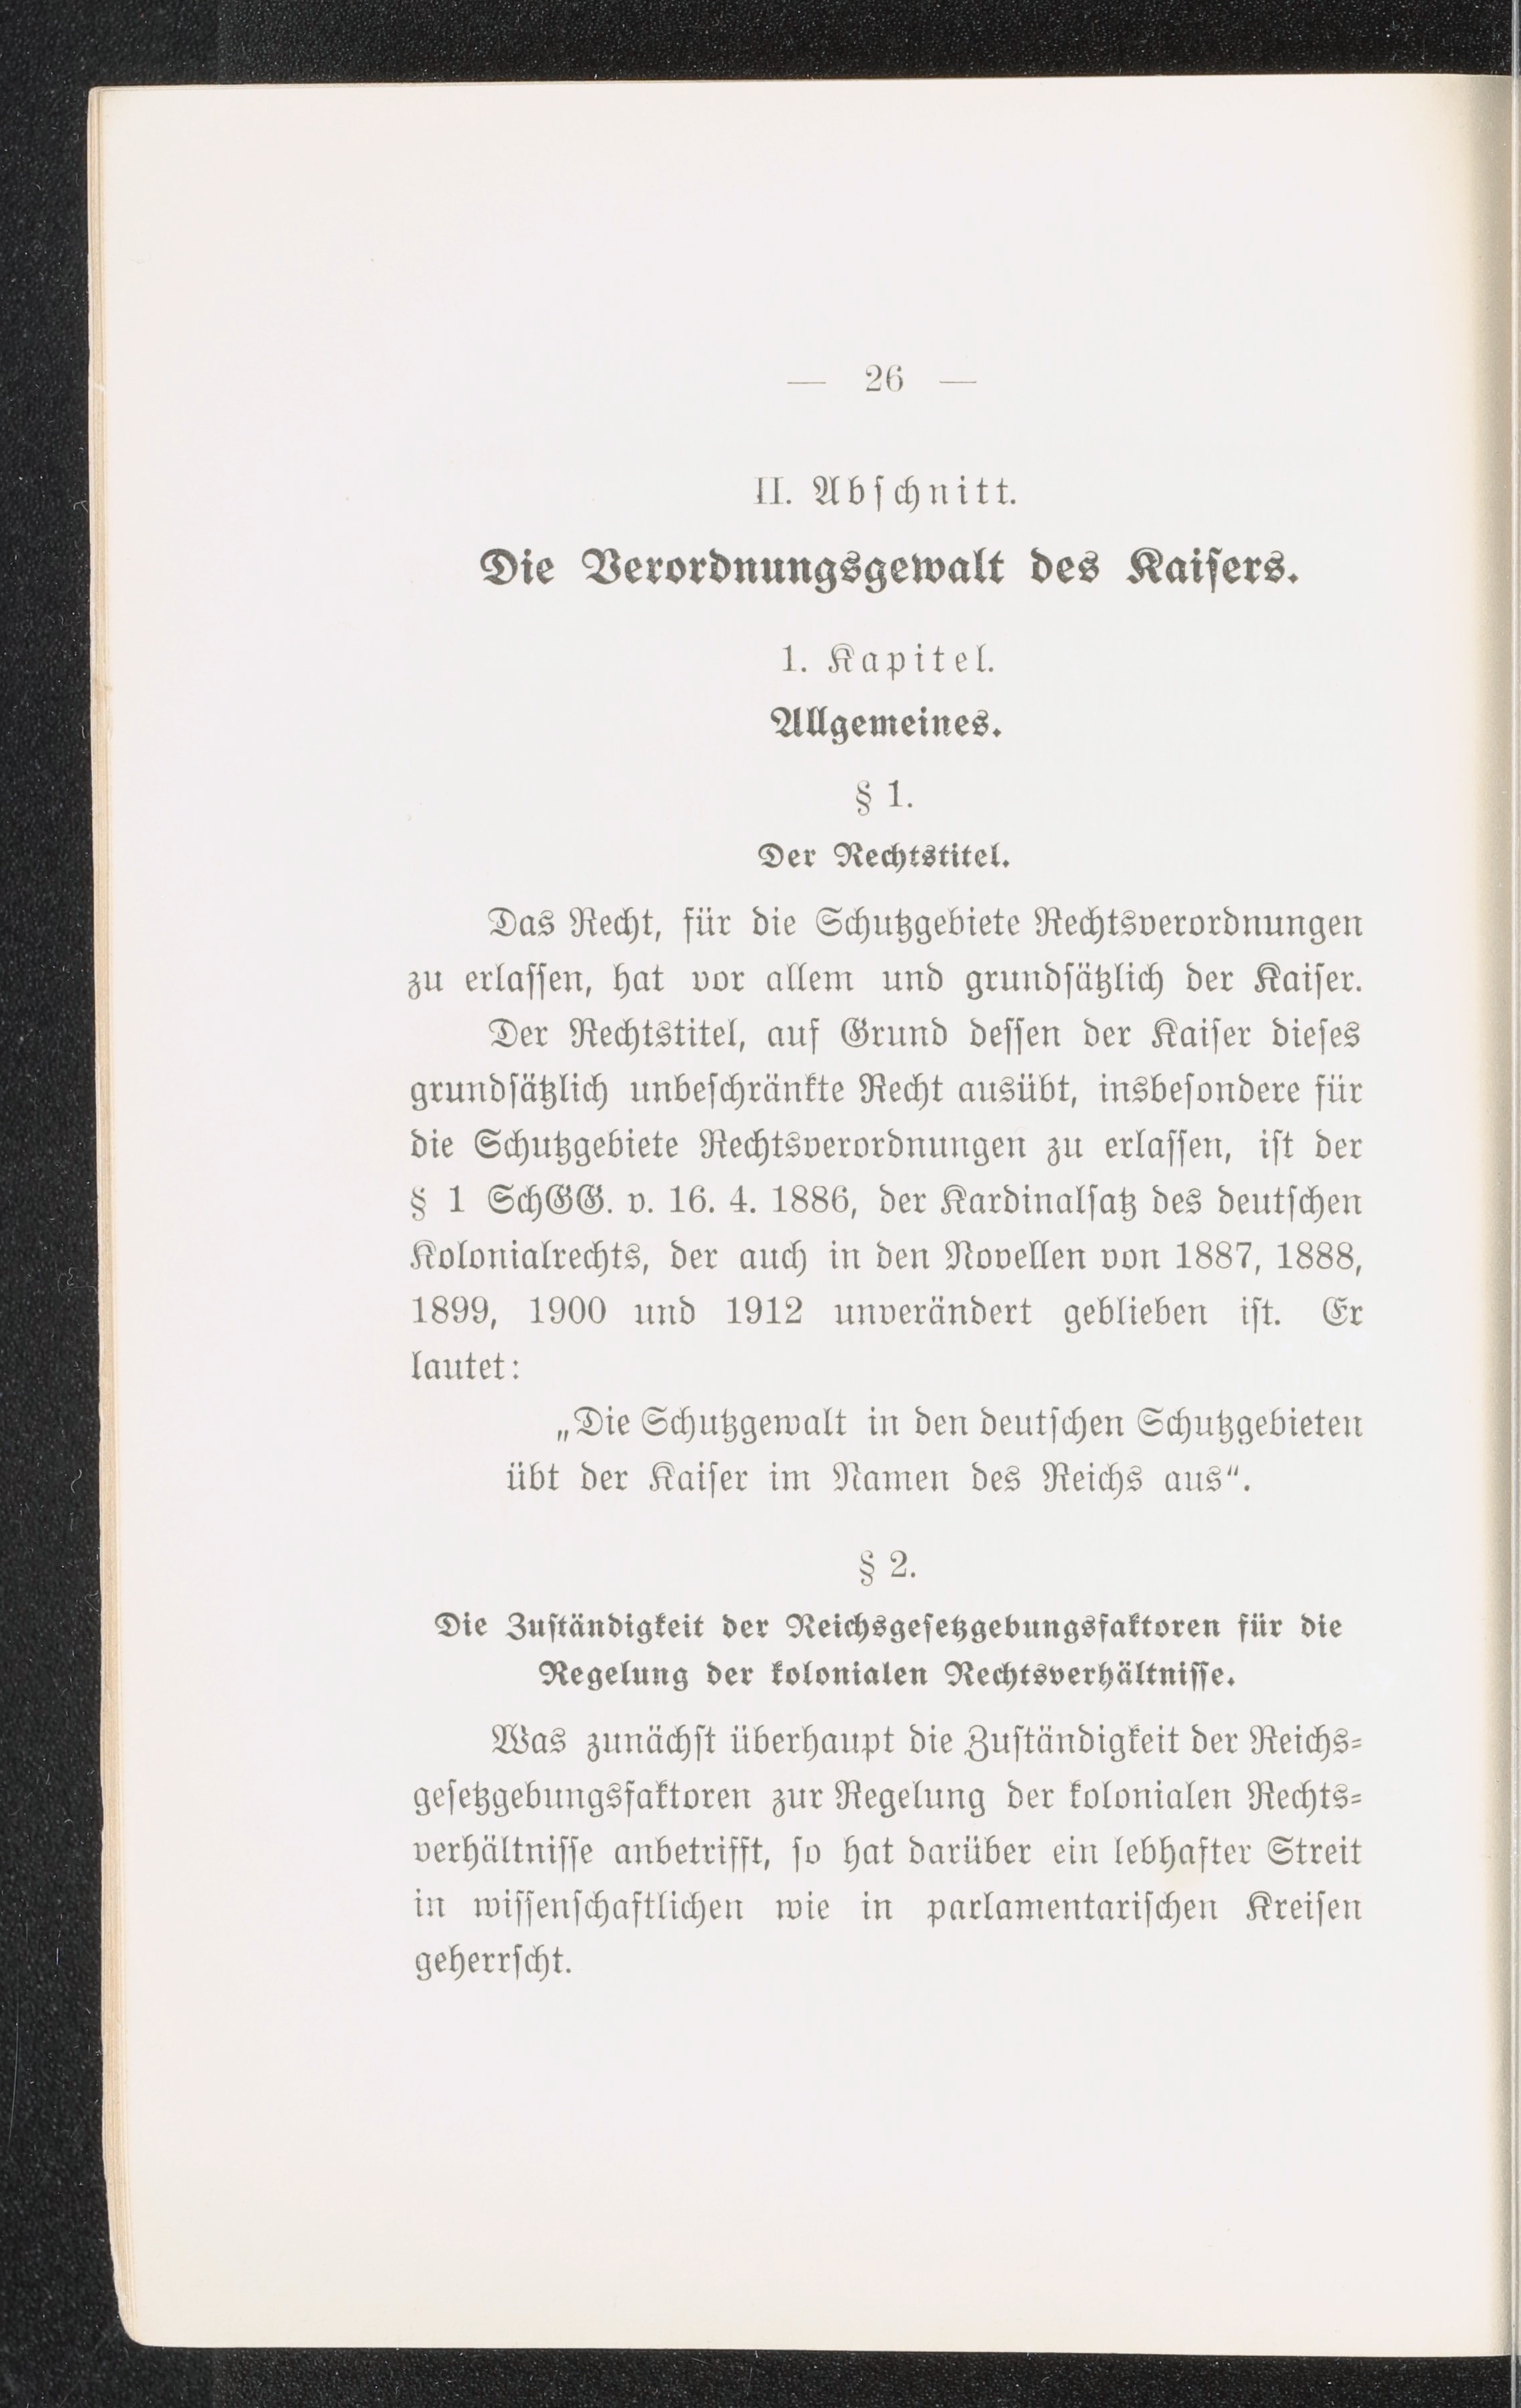 — 26 —
II. Abschnitt.
Die Verordnungsgewalt des Kaisers.
1. Kapitel.
Allgemeines.
§ 1.
Der Rechtstitel.
Das Recht, für die Schutzgebiete Rechtsverordnungen
zu erlassen, hat vor allem und grundsätzlich der Kaiser.
Der Rechtstitel, auf Grund dessen der Kaiser dieses
grundsätzlich unbeschränkte Recht ausübt, insbesondere für
die Schutzgebiete Rechtsverordnungen zu erlassen, ist der
§ 1 SchGG. v. 16. 4. 1886, der Kardinalsatz des deutschen
Kolonialrechts, der auch in den Novellen von 1887, 1888,
1899, 1900 und 1912 unverändert geblieben ist. Er
lautet:
„Die Schutzgewalt in den deutschen Schutzgebieten
übt der Kaiser im Namen des Reichs aus“.
§ 2.
Die Zuständigkeit der Reichsgesetzgebungsfaktoren für die
Regelung der kolonialen Rechtsverhältnisse.
Was zunächst überhaupt die Zuständigkeit der Reichs-
gesetzgebungsfaktoren zur Regelung der kolonialen Rechts-
verhältnisse anbetrifft, so hat darüber ein lebhafter Streit
in wissenschaftlichen wie in parlamentarischen Kreisen
geherrscht.